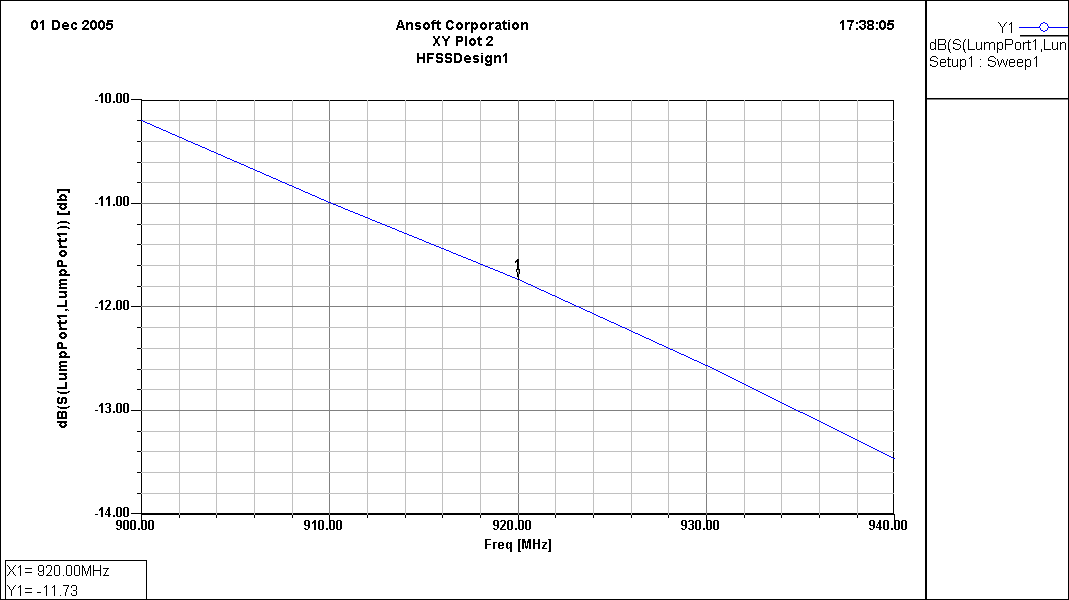 01 Dec 2005
Ansoft Corporation
XY Plot 2
HFSSDesign1
17:38:05
Y1
dB(S(LumpPort1,Lun
Setup1 : Sweep1
dB(S(LumpPort1,LumpPort1)) [db]
-10.00
-11.00
-12.00
-13.00
-14.00
1
900.00 910.00 920.00 930.00 940.00
Freq [MHz]
X1= 920.00MHz
Y1= -11.73